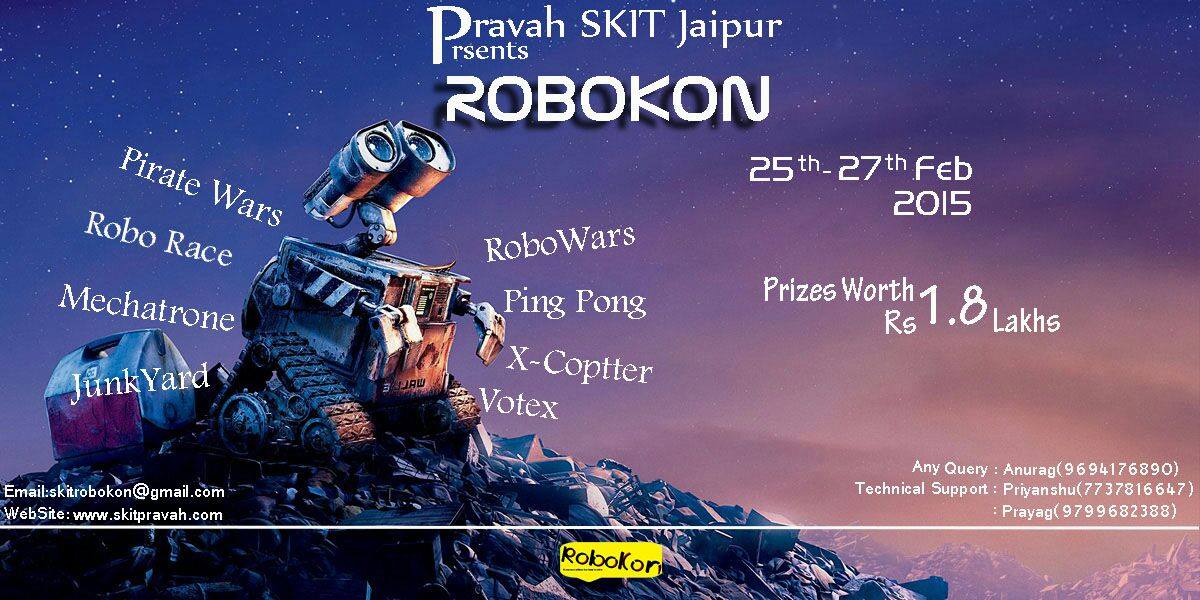 Pravah SKIT Jaipur
Prsents
ROBOKON
25th- 27th Feb
2015
Pirate Wars
Robo Race
Mechatrone
JunkYard
RoboWars
Ping Pong
X-Coptter
Votex
Prizes Worth
Rs 1.8 Lakhs
WALL·E
Any Query : Anurag(9694176890)
Technical Support : Priyanshu(7737816647)
: Prayag(9799682388)
Email:skitrobokon@gmail.com
WebSite: www.skitpravah.com
RoboKon